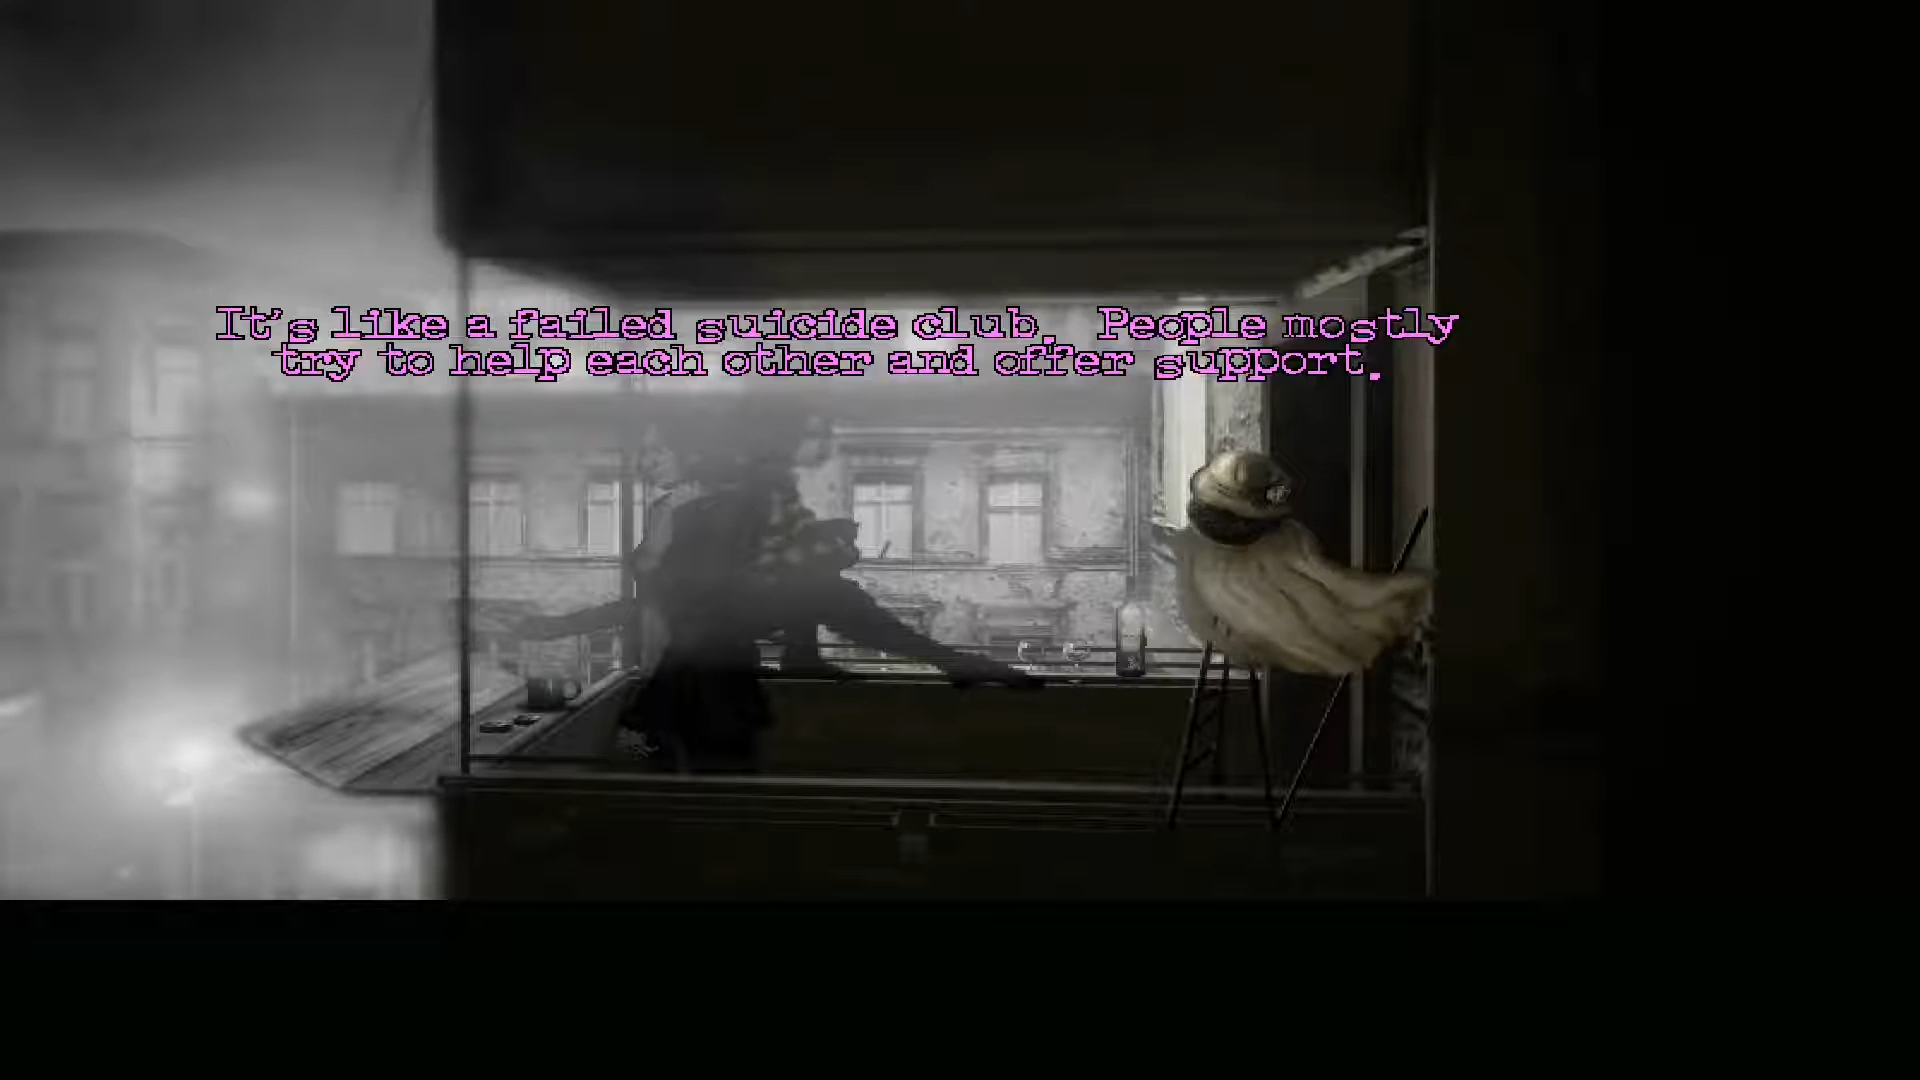 It's like a failed suicide club.  People mostly
try to help each other and offer support.